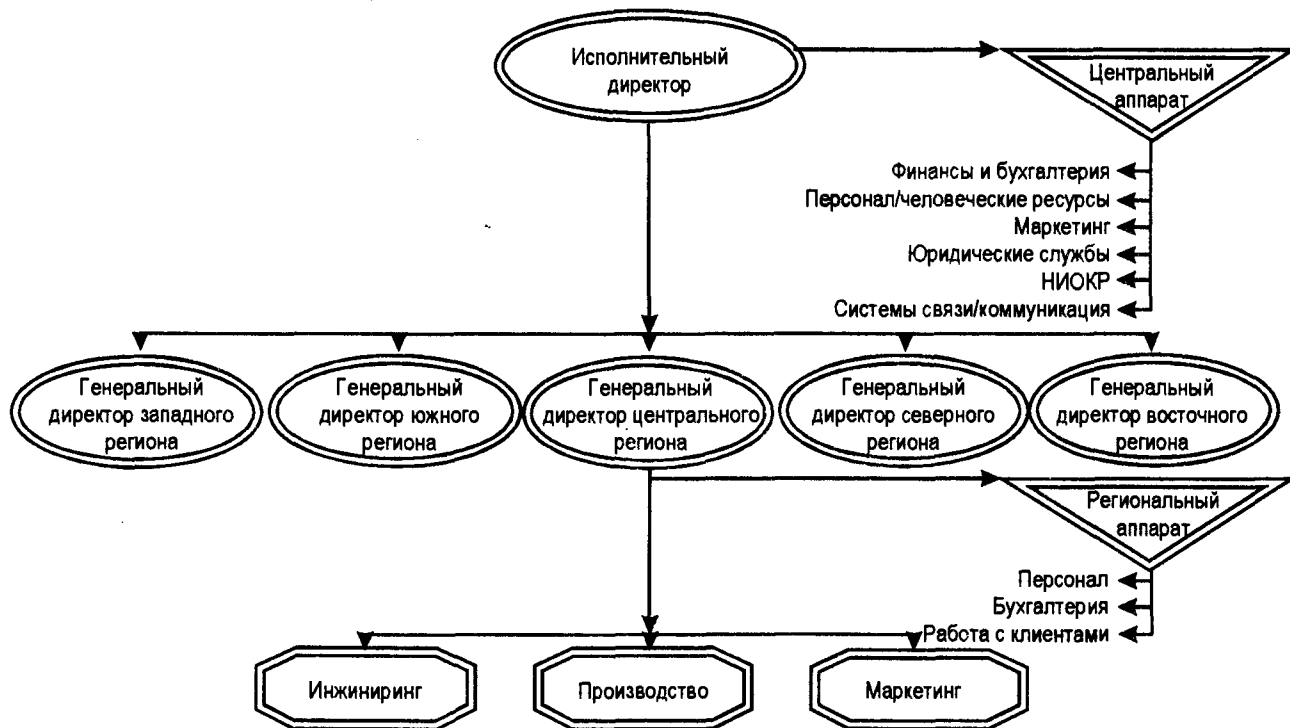 Исполнительный
директор
Центральный
аппарат
Финансы и бухгалтерия
Персонал/человеческие ресурсы
Маркетинг
Юридические службы
НИОКР
Системы связи/коммуникация
Генеральный
директор западного
региона
Генеральный
директор южного
региона
Генеральный
директор центрального
региона
Генеральный
директор северного
региона
Генеральный
директор восточного
региона
Региональный
аппарат
Персонал
Бухгалтерия
Работа с клиентами
Инжиниринг
Производство
Маркетинг